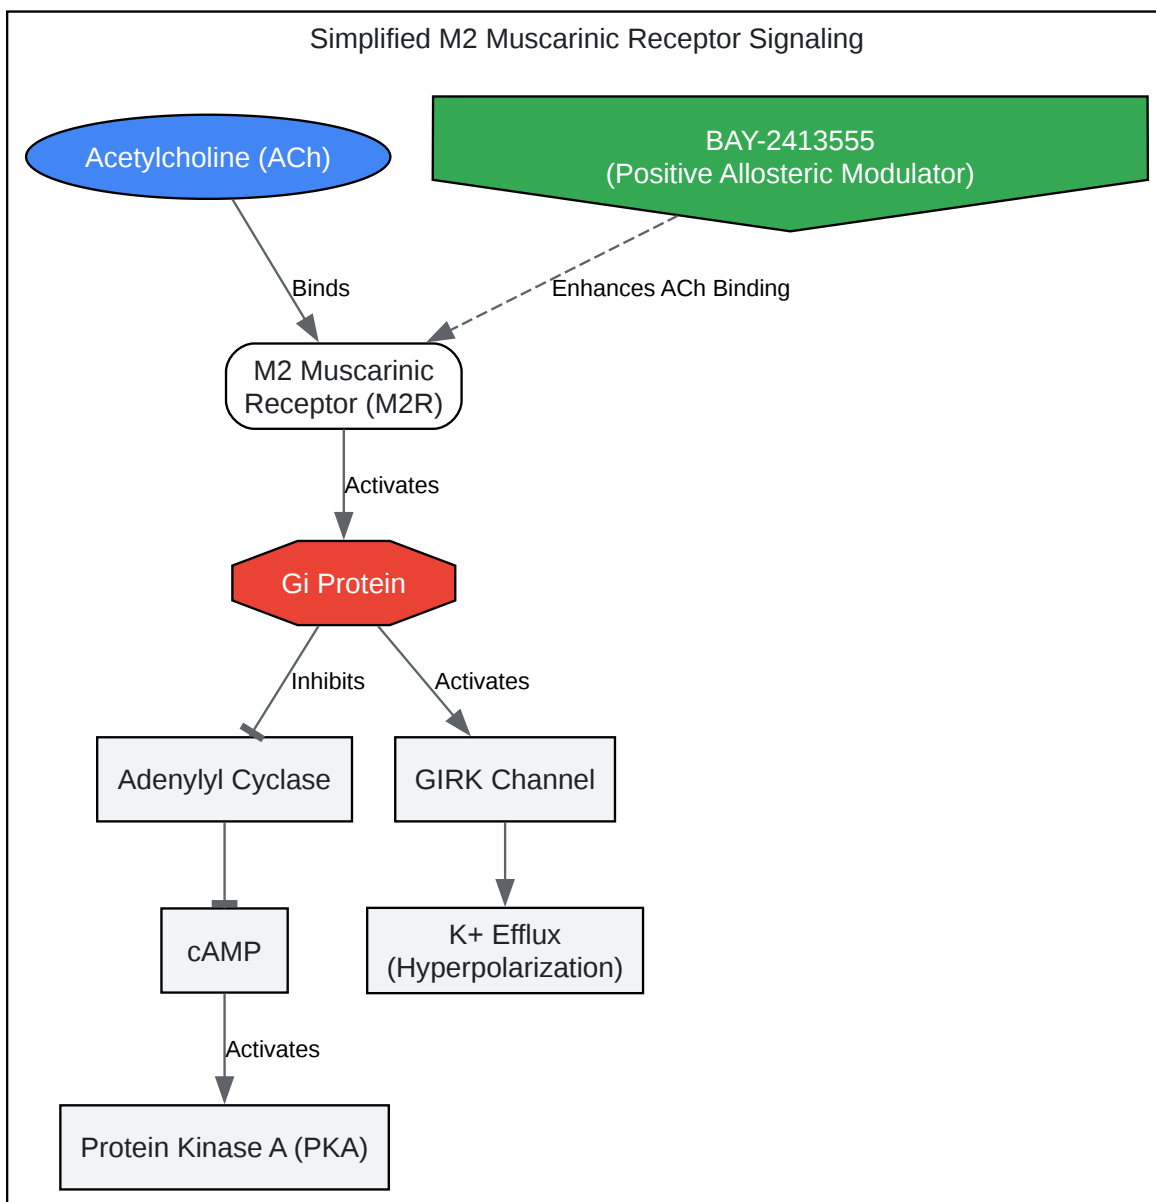 Simplified M2 Muscarinic Receptor Signaling
Acetylcholine (ACh)
BAY-2413555
(Positive Allosteric Modulator)
Binds
Enhances ACh Binding
M2 Muscarinic
Receptor (M2R)
Activates
Gi Protein
Inhibits
Activates
Adenylyl Cyclase
GIRK Channel
cAMP
K+ Efflux
(Hyperpolarization)
Activates
Protein Kinase A (PKA)